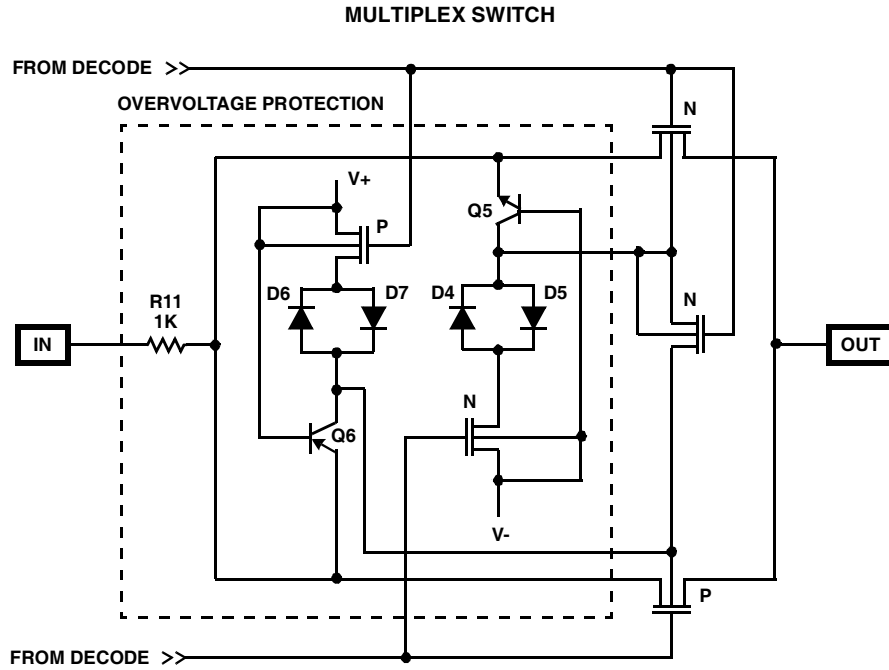 MULTIPLEX SWITCH
FROM DECODE
OVERVOLTAGE PROTECTION
N
V+
Q5
P
D6
D7
D4
D5
N
R11
1K
IN
OUT
N
Q6
V-
P
FROM DECODE